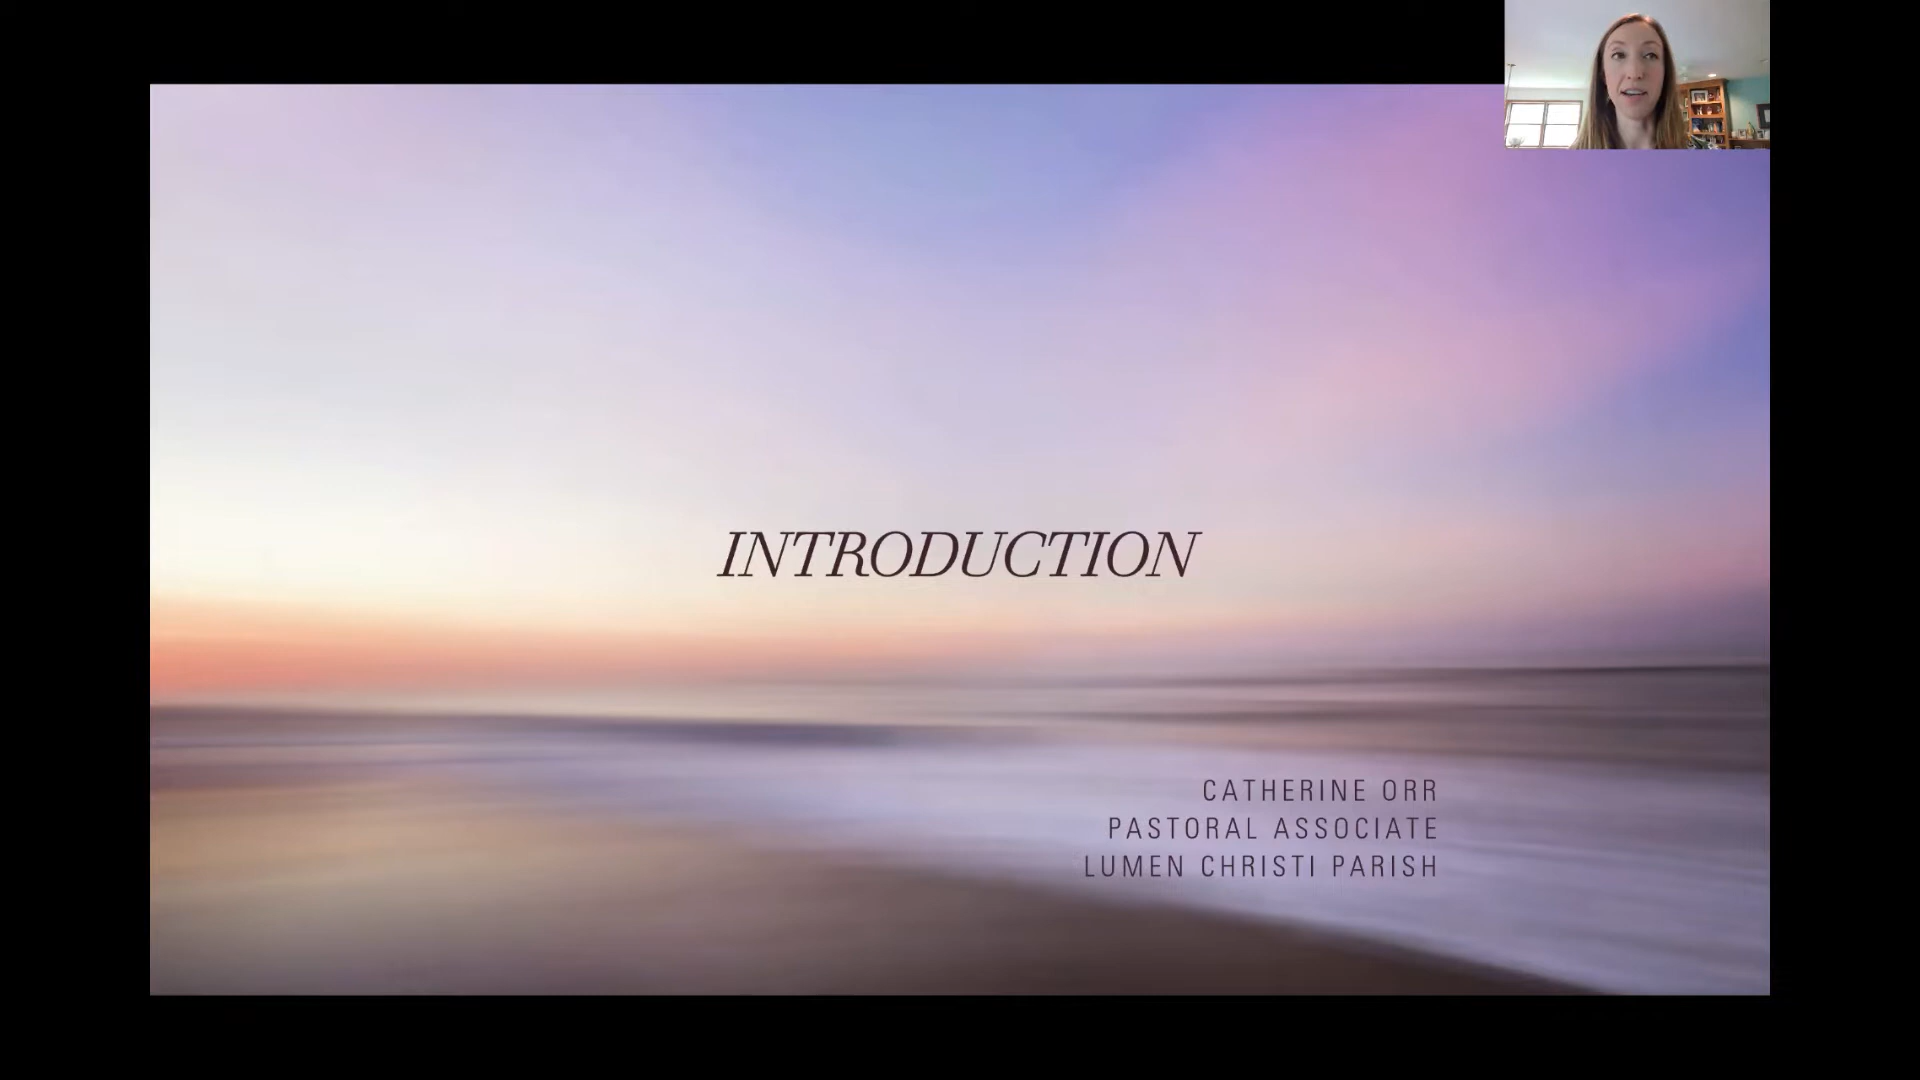 INTRODUCTION
CATHERINE ORR
PASTORAL ASSOCIATE
LUMEN CHRISTI PARISH